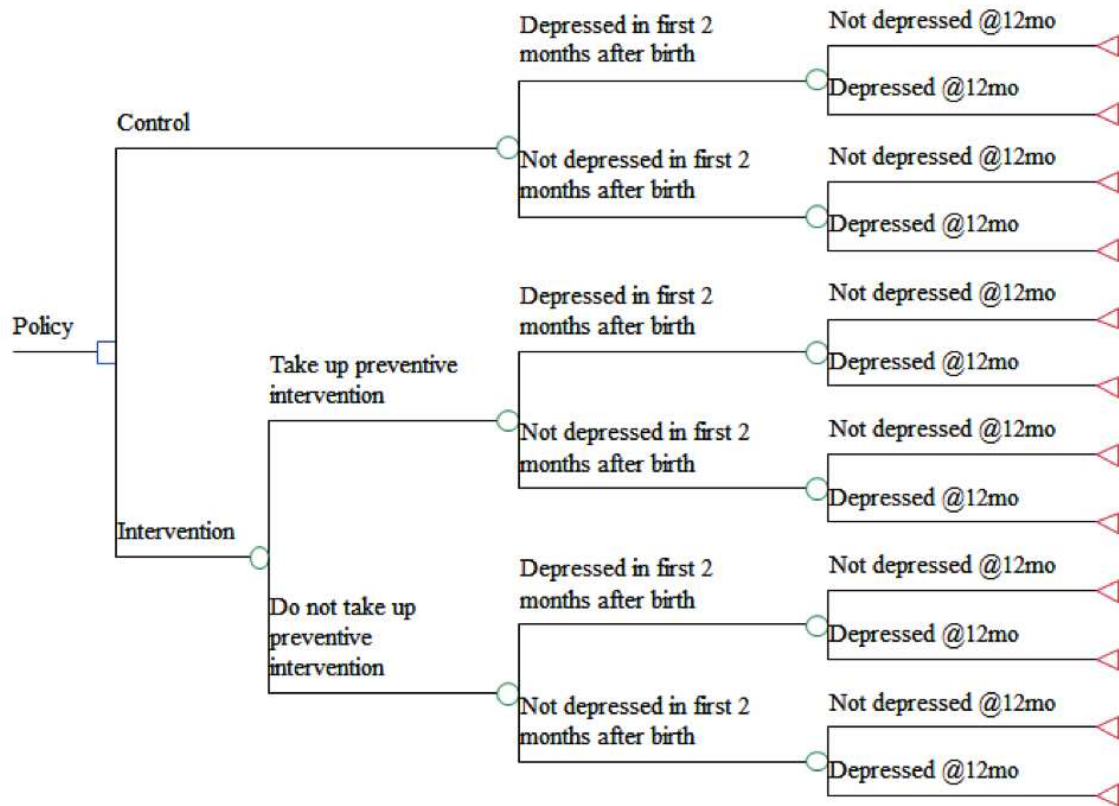 Depressed in first 2
months after birth
Not depressed @12mo
Depressed @12mo
Control
Not depressed in first 2
months after birth
Not depressed @12mo
Depressed @12mo
Policy
Depressed in first 2
months after birth
Not depressed @12mo
Depressed @12mo
Take up preventive
intervention
Not depressed in first 2
months after birth
Not depressed @12mo
Depressed @12mo
Intervention
Depressed in first 2
months after birth
Not depressed @12mo
Depressed @12mo
Do not take up
preventive
intervention
Not depressed in first 2
months after birth
Not depressed @12mo
Depressed @12mo